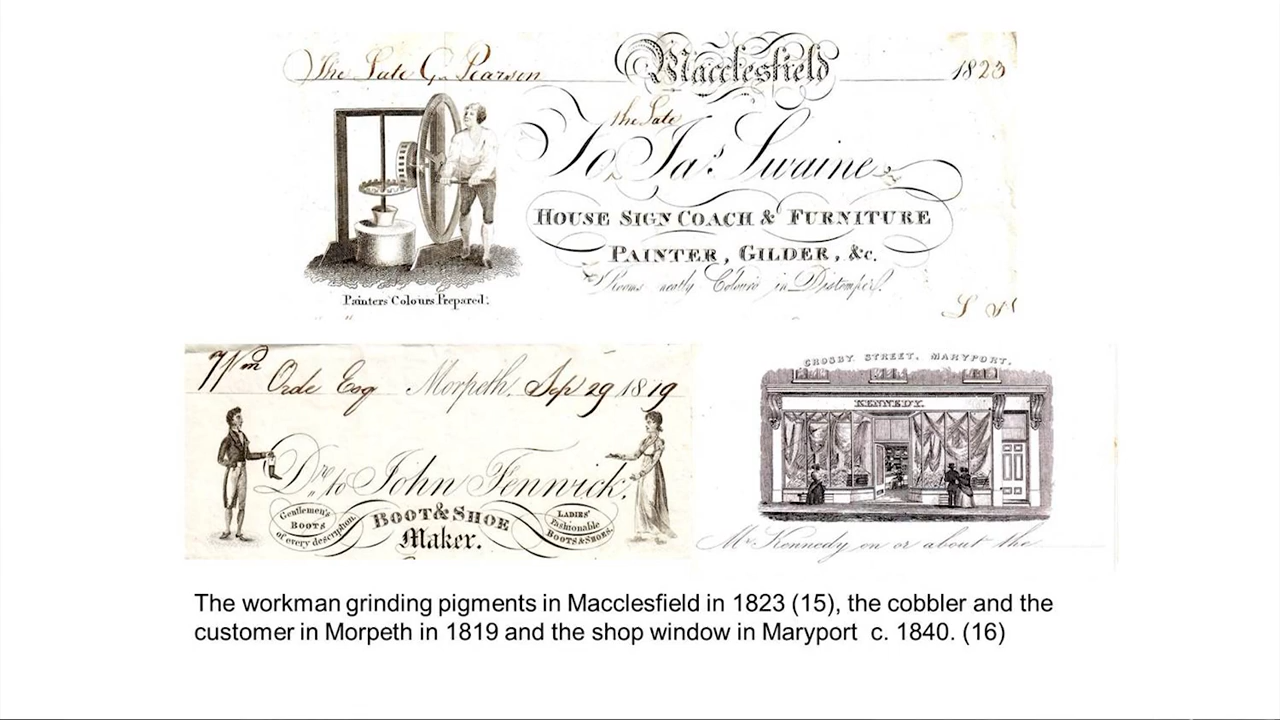 The Late G. Pearson Macclesfield 1823
the Late
To Jas. Swaine
HOUSE SIGN COACH & FURNITURE
PAINTER, GILDER, &c.
Rooms neatly Coloured in Distemper.
Painters Colours Prepared.
Wm Orde Esq Morpeth, Sep 29 1819
Dr. to John Fenwick,
Gentlemen's
BOOTS
of every description.
BOOT & SHOE
Maker.
LADIES'
Fashionable
BOOTS & SHOES.
CROSBY STREET, MARYPORT.
KENNEDY.
Mr. Kennedy on or about the
The workman grinding pigments in Macclesfield in 1823 (15), the cobbler and the
customer in Morpeth in 1819 and the shop window in Maryport c. 1840. (16)